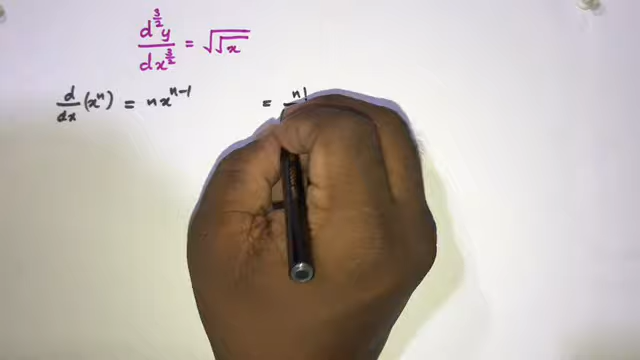 d^{3/2}y/dx^{3/2} = √√x
d/dx (x^n) = nx^{n-1} = n!